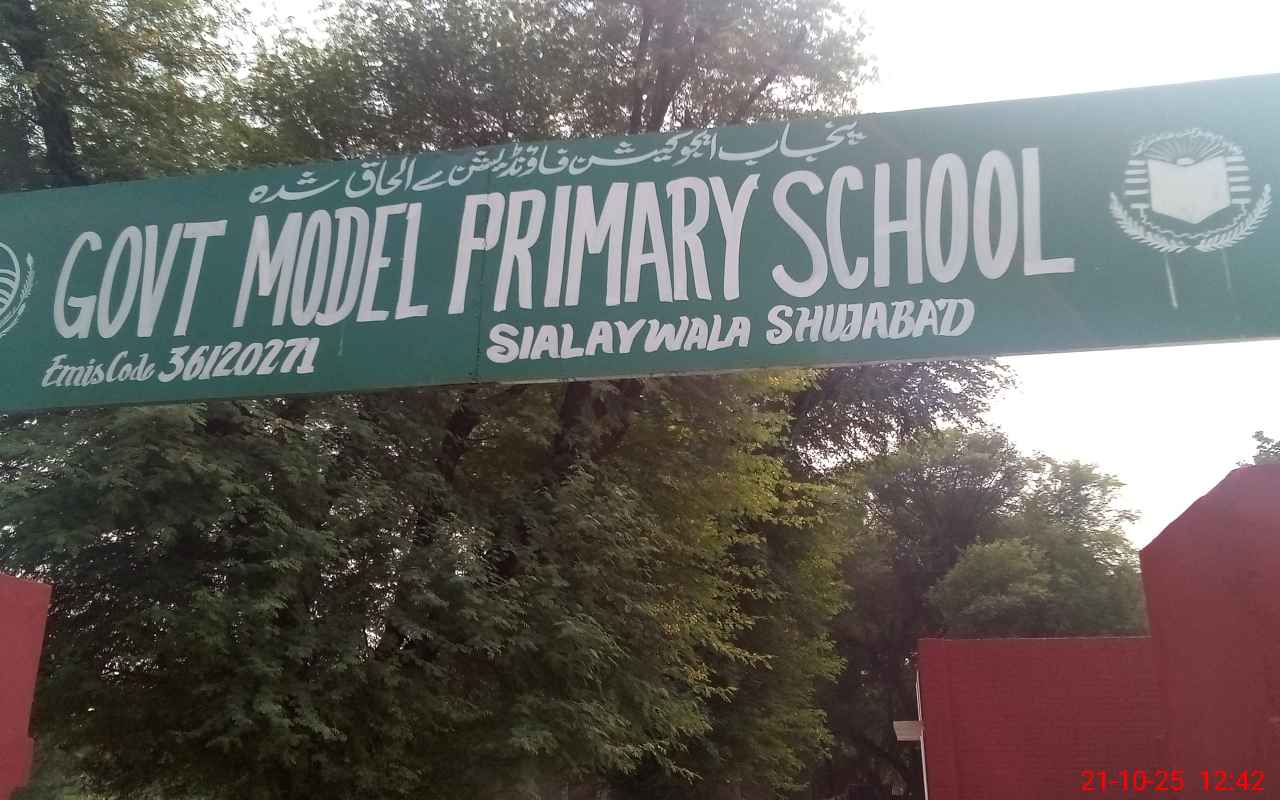 پنجاب ایجوکیشن فاؤنڈیشن سے الحاق شدہ
GOVT MODEL PRIMARY SCHOOL
SIALAYWALA SHUJABAD
Emis Code 36120271
21-10-25 12:42